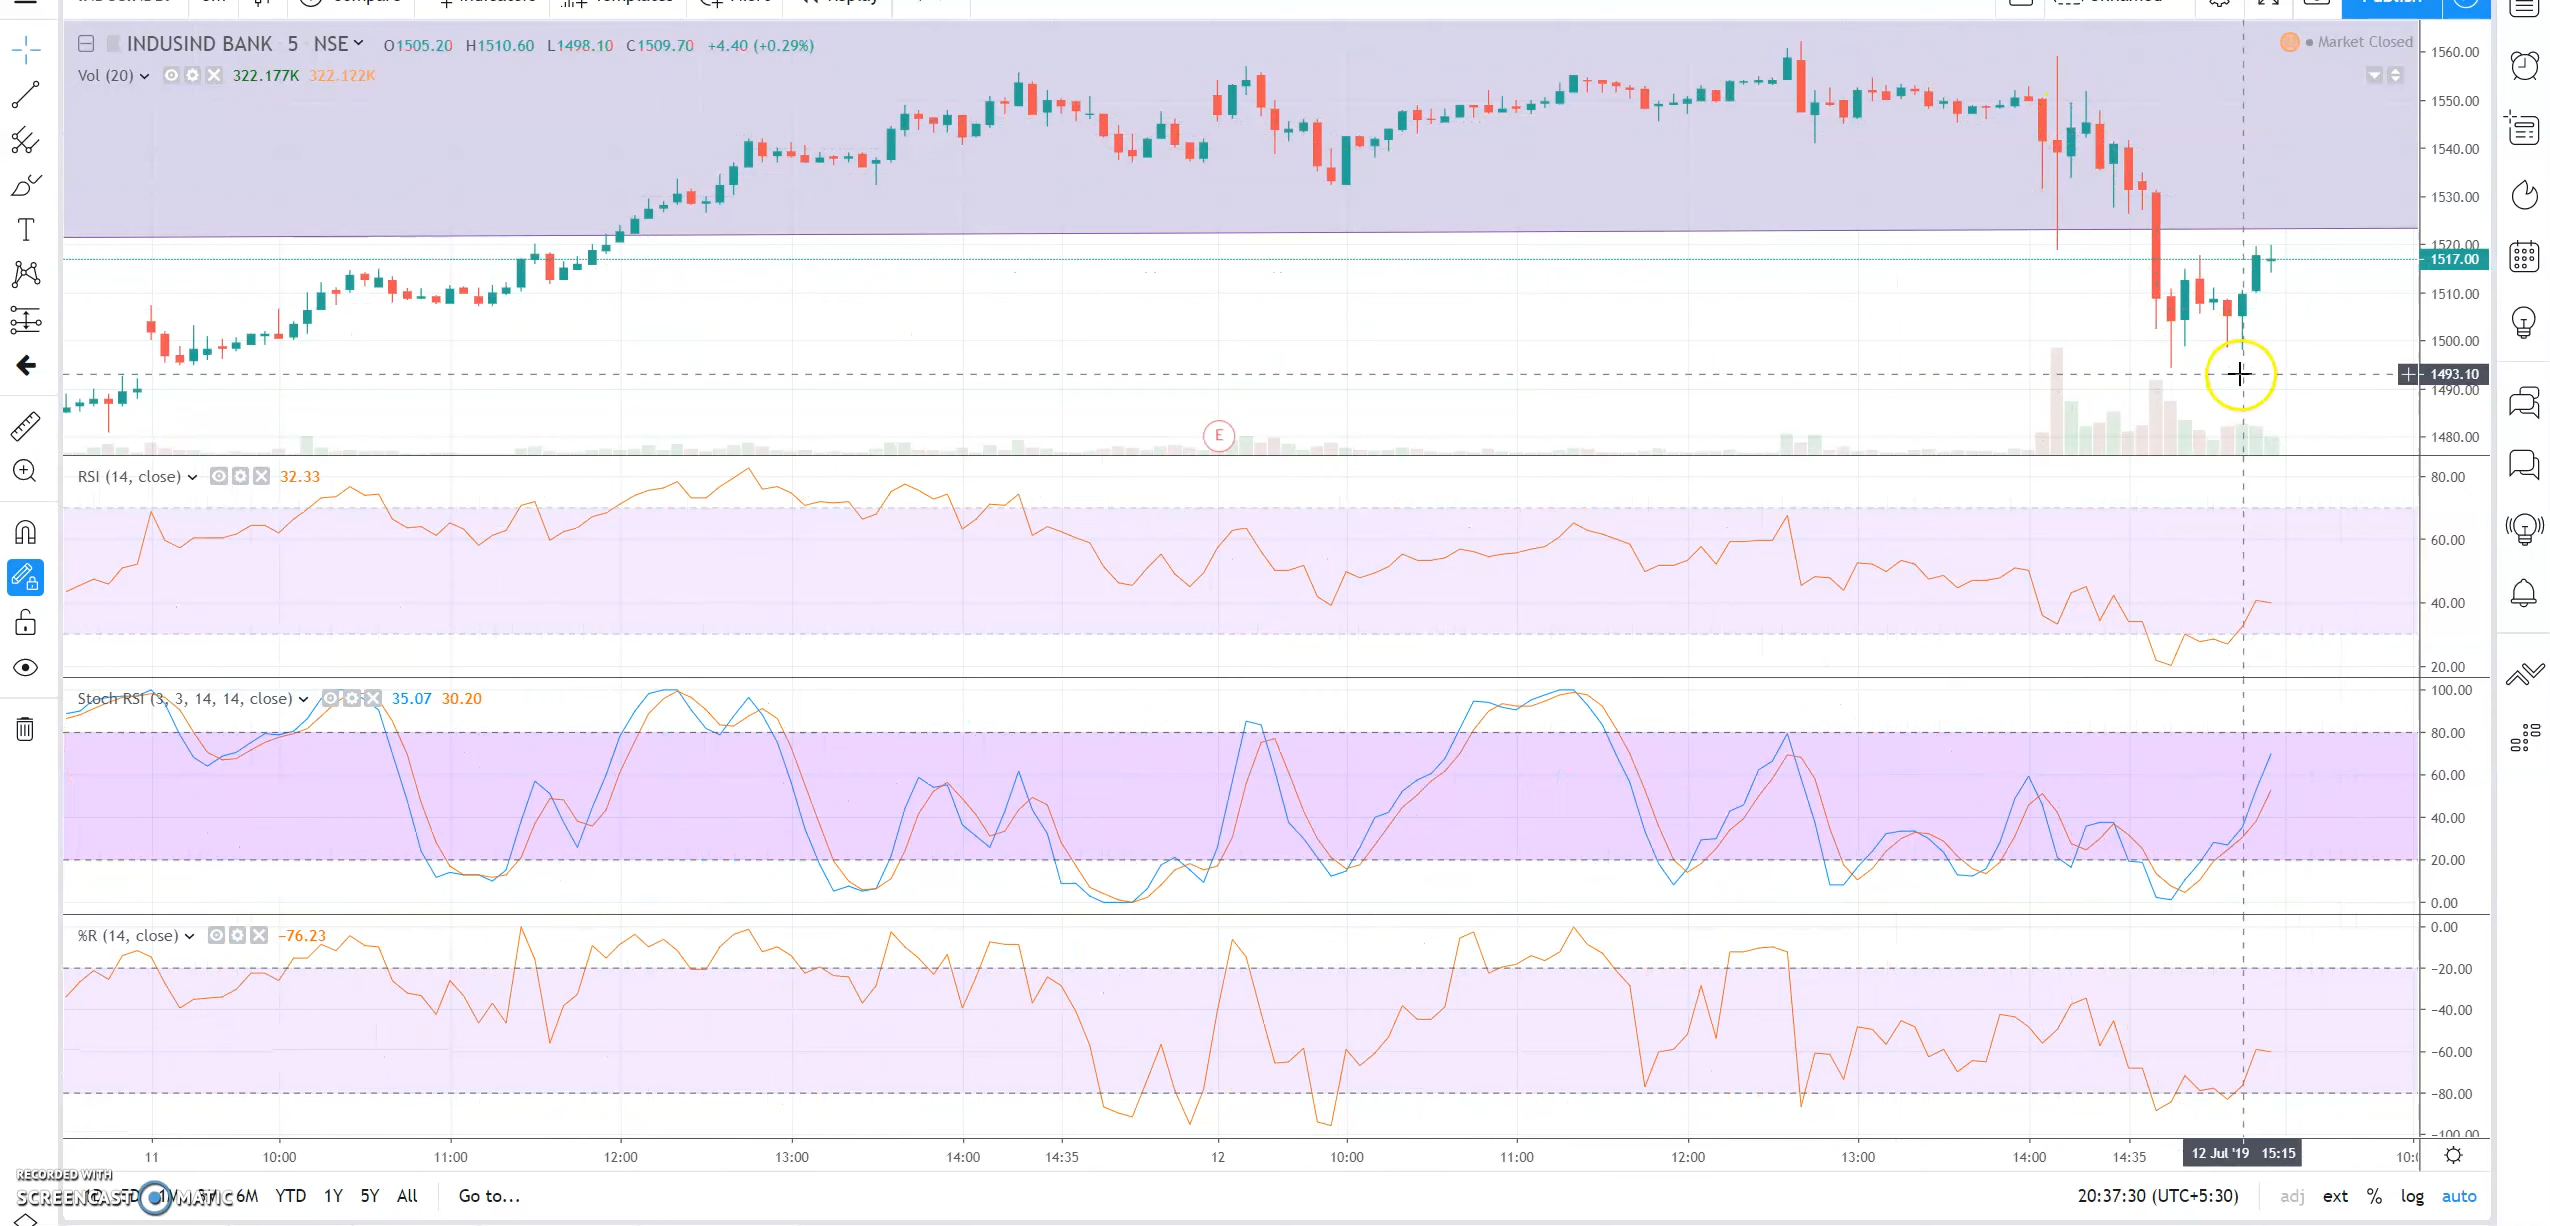 INDUSIND BANK 5 NSE O1505.20 H1510.60 L1498.10 C1509.70 +4.40 (+0.29%)
Market Closed
Vol (20) 322.177K 322.122K
1560.00
1550.00
1540.00
1530.00
1520.00
1517.00
1510.00
1500.00
1493.10
1490.00
1480.00
E
RSI (14, close) 32.33
80.00
60.00
40.00
20.00
Stoch RSI (3, 3, 14, 14, close) 35.07 30.20
100.00
80.00
60.00
40.00
20.00
0.00
%R (14, close) −76.23
0.00
−20.00
−40.00
−60.00
−80.00
−100.00
11 10:00 11:00 12:00 13:00 14:00 14:35 12 10:00 11:00 12:00 13:00 14:00 14:35 12 Jul '19 15:15
RECORDED WITH
SCREENCAST MATIC
6M YTD 1Y 5Y All Go to... 20:37:30 (UTC+5:30) adj ext % log auto